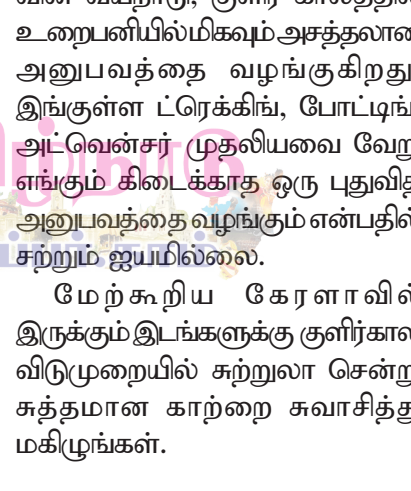 உறைபனியில் மிகவும் அசத்தலான
அனுபவத்தை வழங்குகிறது
இங்குள்ள ட்ரெக்கிங், போட்டிங்
அட்வென்சர் முதலியவை வேறு
எங்கும் கிடைக்காத ஒரு புதுவித
அனுபவத்தை வழங்கும் என்பதில்
சற்றும் ஐயமில்லை.
மேற்கூறிய கேரளாவில்
இருக்கும் இடங்களுக்கு குளிர்கால
விடுமுறையில் சுற்றுலா சென்று
சுத்தமான காற்றை சுவாசித்து
மகிழுங்கள்.